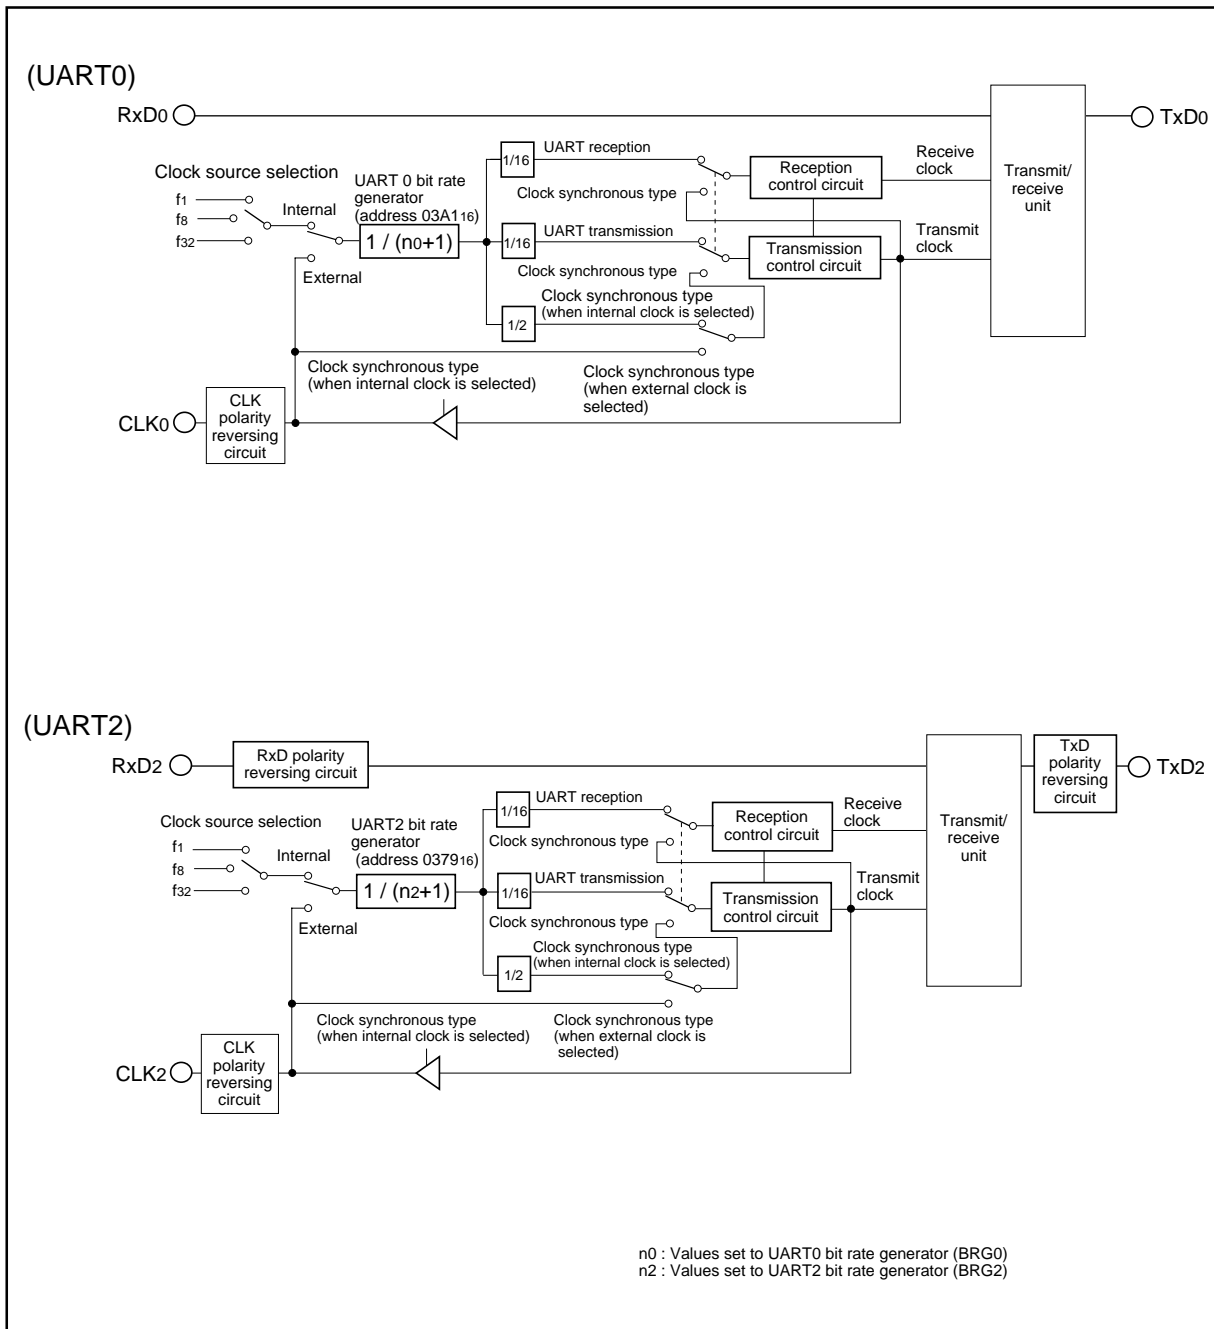 (UART0)
RxD0
TxD0
1/16
UART reception
Clock source selection
UART 0 bit rate
generator
(address 03A116)
Reception
control circuit
Receive
clock
Transmit/
receive
unit
Clock synchronous type
f1
f8
f32
Internal
1 / (n0+1)
1/16
UART transmission
Transmission
control circuit
Transmit
clock
External
Clock synchronous type
1/2
Clock synchronous type
(when internal clock is selected)
Clock synchronous type
(when internal clock is selected)
Clock synchronous type
(when external clock is
selected)
CLK0
CLK
polarity
reversing
circuit
(UART2)
RxD2
RxD polarity
reversing circuit
TxD
polarity
reversing
circuit
TxD2
1/16
UART reception
Clock source selection
UART2 bit rate
generator
(address 037916)
Reception
control circuit
Receive
clock
Transmit/
receive
unit
Clock synchronous type
f1
f8
f32
Internal
1 / (n2+1)
1/16
UART transmission
Transmission
control circuit
Transmit
clock
External
Clock synchronous type
1/2
Clock synchronous type
(when internal clock is selected)
Clock synchronous type
(when internal clock is selected)
Clock synchronous type
(when external clock is
selected)
CLK2
CLK
polarity
reversing
circuit
n0 : Values set to UART0 bit rate generator (BRG0)
n2 : Values set to UART2 bit rate generator (BRG2)